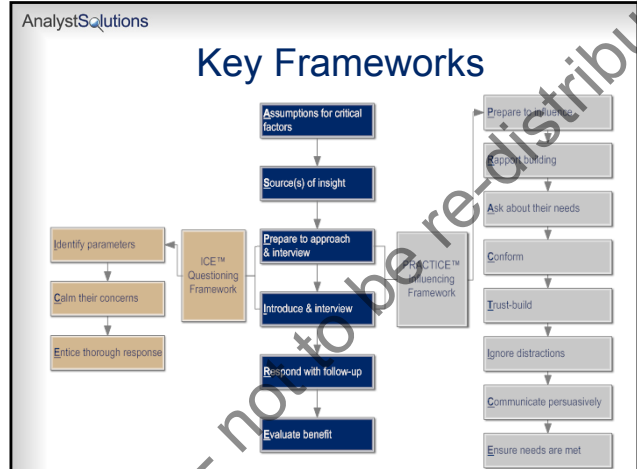 AnalystSolutions
Key Frameworks
Assumptions for critical
factors
Source(s) of insight
Prepare to approach
& interview
Introduce & interview
Respond with follow-up
Evaluate benefit
ICE™
Questioning
Framework
Identify parameters
Calm their concerns
Entice thorough response
PRACTICE™
Influencing
Framework
Prepare to influence
Rapport building
Ask about their needs
Conform
Trust-build
Ignore distractions
Communicate persuasively
Ensure needs are met
- not to be re-distribu